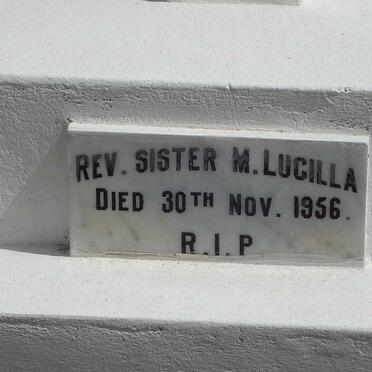 REV. SISTER M. LUCILLA
DIED 30TH NOV. 1956.
R.I.P